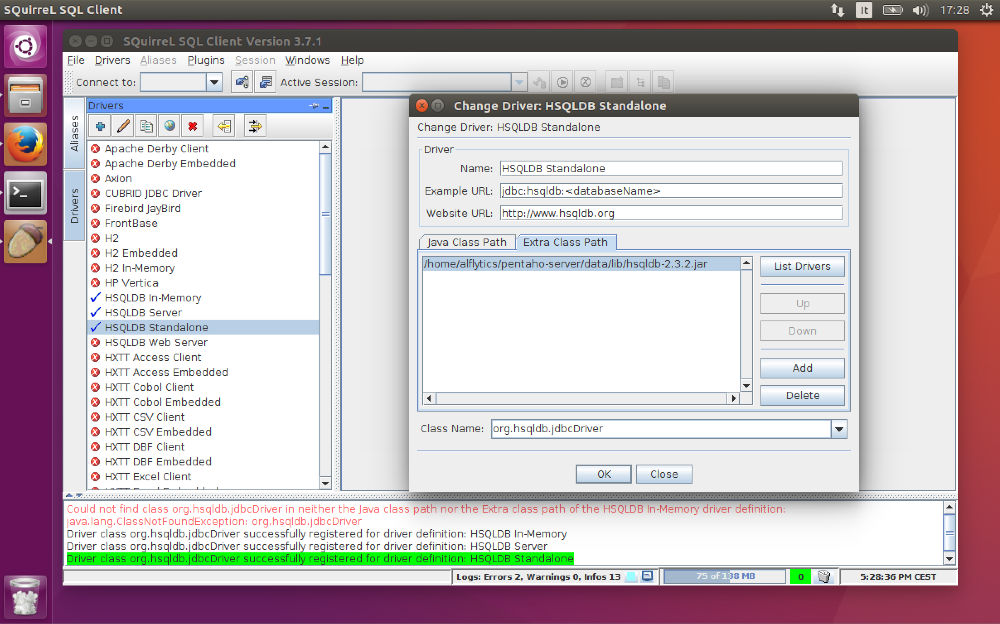 SQuirreL SQL Client
It
17:28
SQuirreL SQL Client Version 3.7.1
File Drivers Aliases Plugins Session Windows Help
Connect to:
Active Session:
Aliases
Drivers
Drivers
Apache Derby Client
Apache Derby Embedded
Axion
CUBRID JDBC Driver
Firebird JayBird
FrontBase
H2
H2 Embedded
H2 In-Memory
HP Vertica
HSQLDB In-Memory
HSQLDB Server
HSQLDB Standalone
HSQLDB Web Server
HXTT Access Client
HXTT Access Embedded
HXTT Cobol Client
HXTT Cobol Embedded
HXTT CSV Client
HXTT CSV Embedded
HXTT DBF Client
HXTT DBF Embedded
HXTT Excel Client
Change Driver: HSQLDB Standalone
Change Driver: HSQLDB Standalone
Driver
Name: HSQLDB Standalone
Example URL: jdbc:hsqldb:<databaseName>
Website URL: http://www.hsqldb.org
Java Class Path
Extra Class Path
/home/alflytics/pentaho-server/data/lib/hsqldb-2.3.2.jar
List Drivers
Up
Down
Add
Delete
Class Name: org.hsqldb.jdbcDriver
OK
Close
Could not find class org.hsqldb.jdbcDriver in neither the Java class path nor the Extra class path of the HSQLDB In-Memory driver definition:
java.lang.ClassNotFoundException: org.hsqldb.jdbcDriver
Driver class org.hsqldb.jdbcDriver successfully registered for driver definition: HSQLDB In-Memory
Driver class org.hsqldb.jdbcDriver successfully registered for driver definition: HSQLDB Server
Driver class org.hsqldb.jdbcDriver successfully registered for driver definition: HSQLDB Standalone
Logs: Errors 2, Warnings 0, Infos 13
75 of 138 MB
0
5:28:36 PM CEST